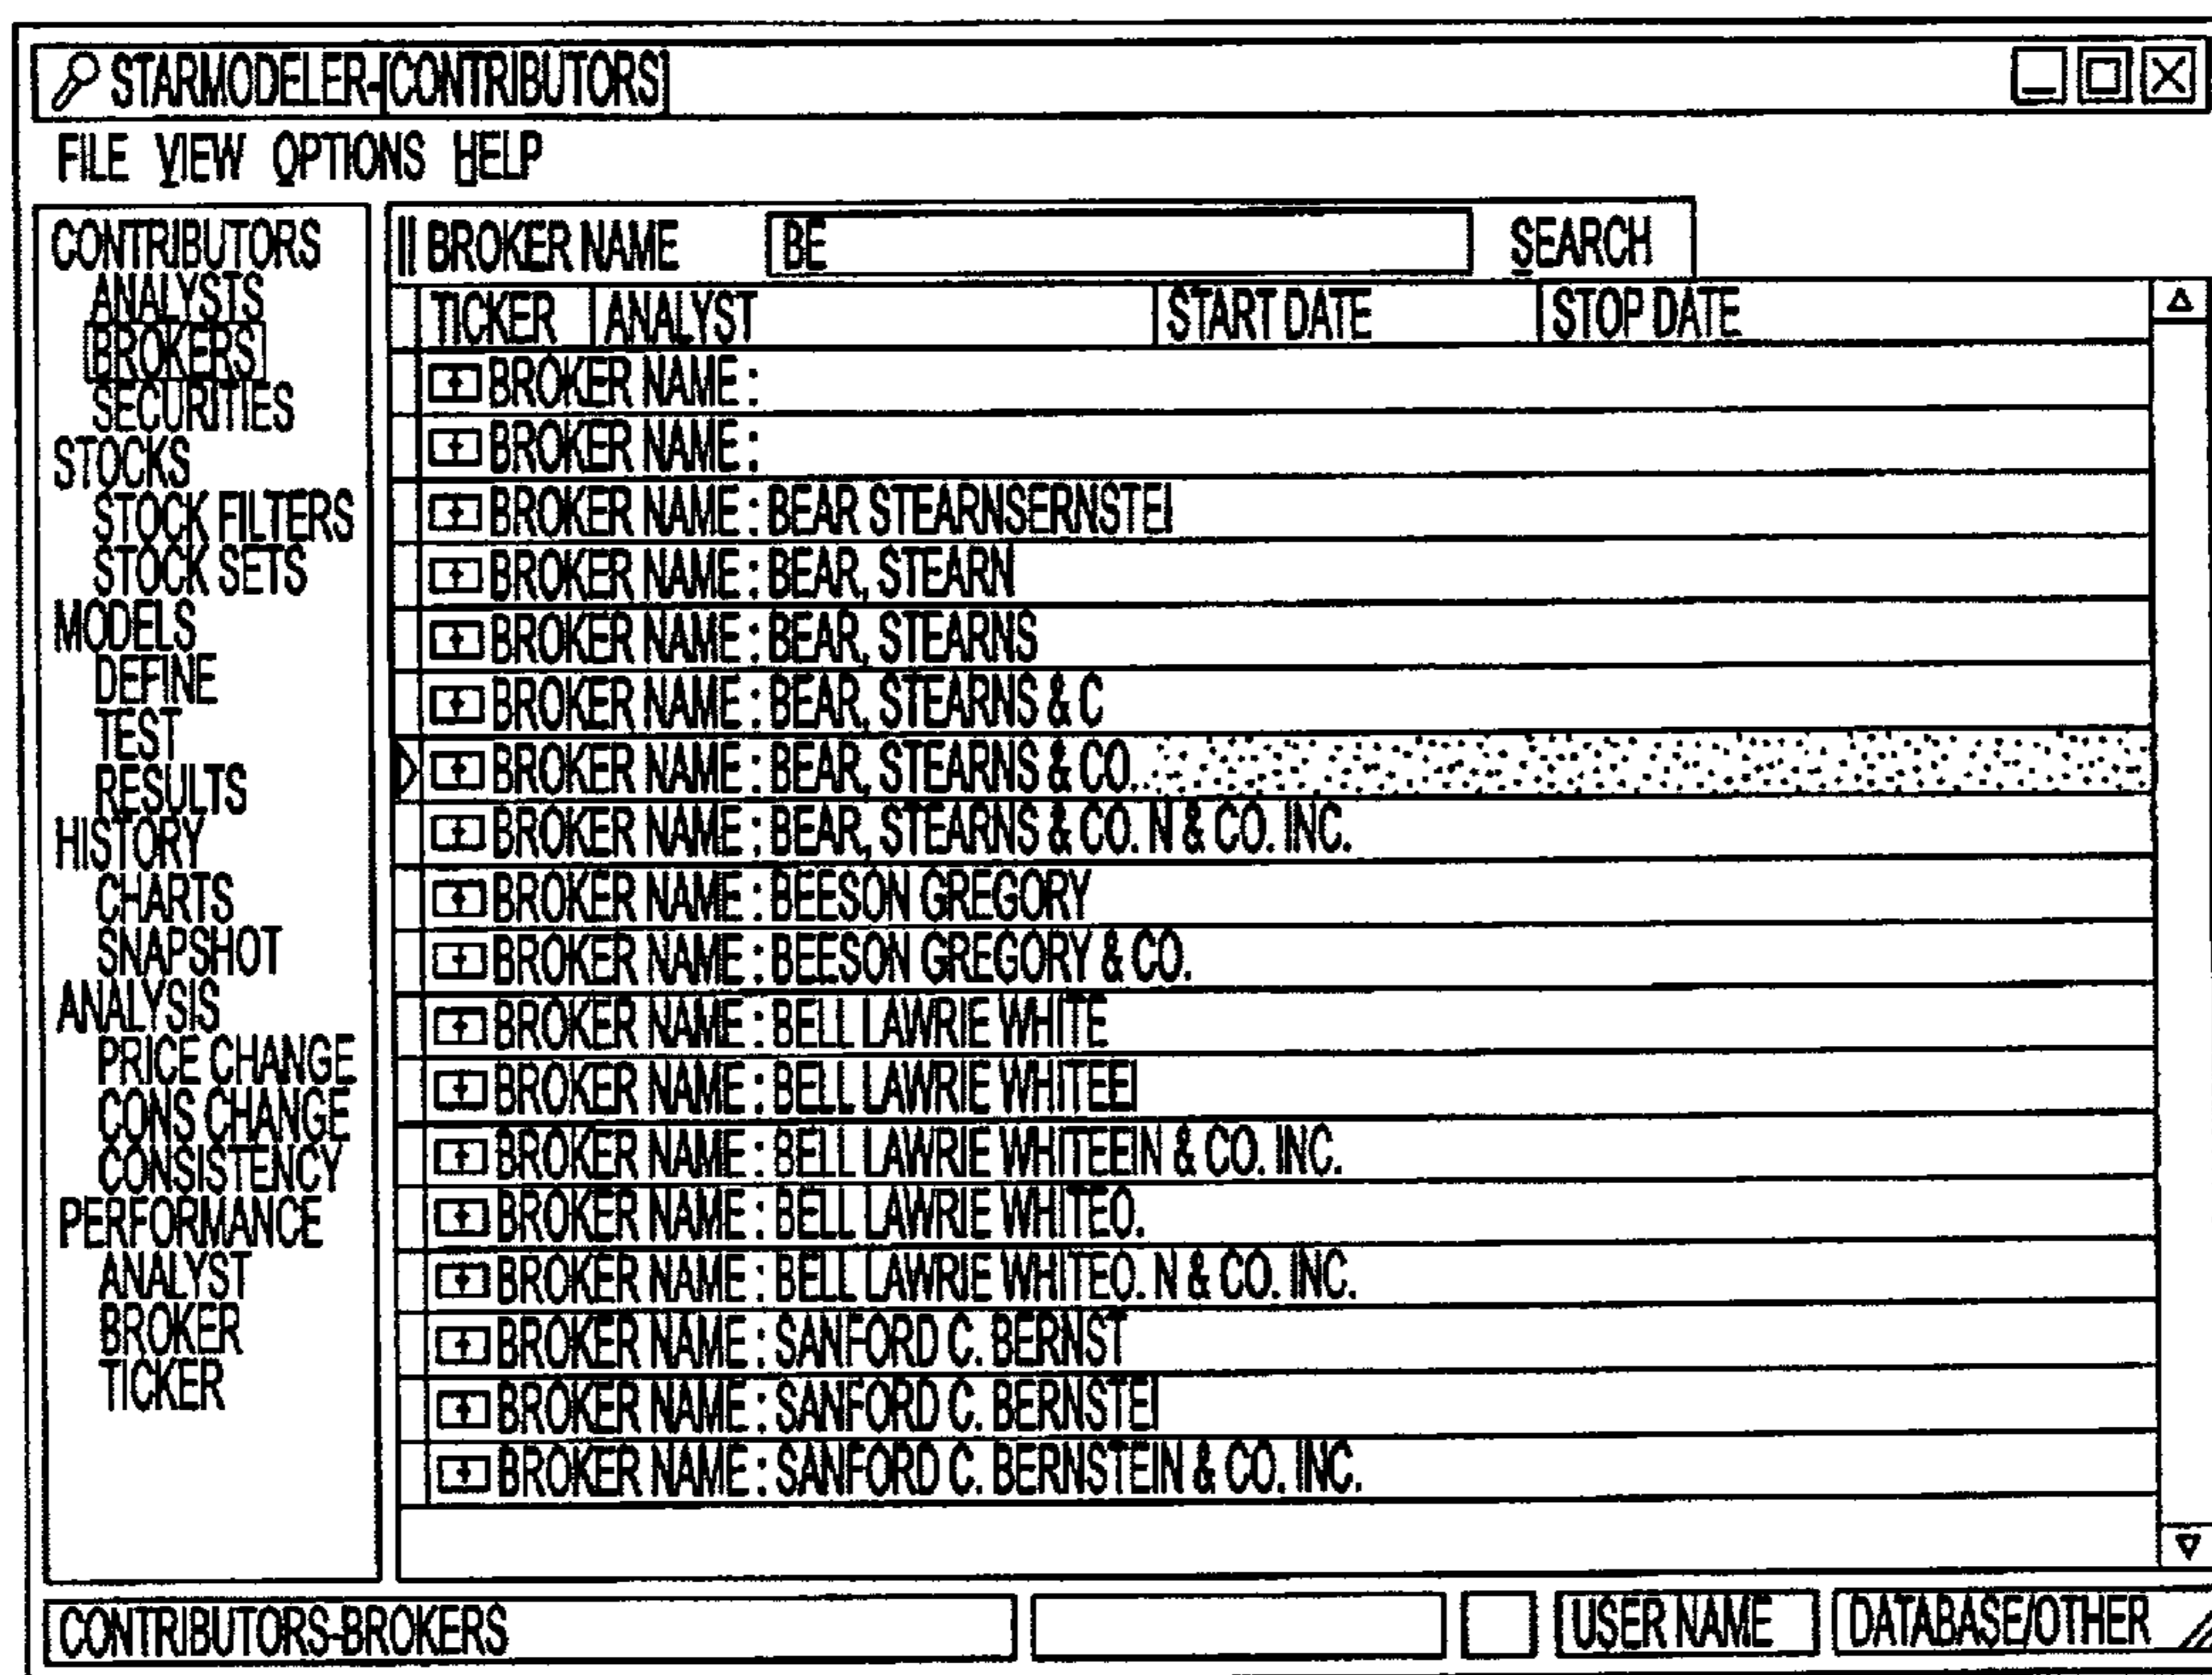 STARMODELER-[CONTRIBUTORS]
FILE VIEW OPTIONS HELP
CONTRIBUTORS
ANALYSTS
BROKERS
SECURITIES
STOCKS
STOCK FILTERS
STOCK SETS
MODELS
DEFINE
TEST
RESULTS
HISTORY
CHARTS
SNAPSHOT
ANALYSIS
PRICE CHANGE
CONS CHANGE
CONSISTENCY
PERFORMANCE
ANALYST
BROKER
TICKER
BROKER NAME BE SEARCH
TICKER ANALYST START DATE STOP DATE
BROKER NAME :
BROKER NAME :
BROKER NAME : BEAR STEARNSERNSTEI
BROKER NAME : BEAR, STEARN
BROKER NAME : BEAR, STEARNS
BROKER NAME : BEAR, STEARNS & C
BROKER NAME : BEAR, STEARNS & CO.
BROKER NAME : BEAR, STEARNS & CO. N & CO. INC.
BROKER NAME : BEESON GREGORY
BROKER NAME : BEESON GREGORY & CO.
BROKER NAME : BELL LAWRIE WHITE
BROKER NAME : BELL LAWRIE WHITEEI
BROKER NAME : BELL LAWRIE WHITEEIN & CO. INC.
BROKER NAME : BELL LAWRIE WHITEO.
BROKER NAME : BELL LAWRIE WHITEO. N & CO. INC.
BROKER NAME : SANFORD C. BERNST
BROKER NAME : SANFORD C. BERNSTEI
BROKER NAME : SANFORD C. BERNSTEIN & CO. INC.
CONTRIBUTORS-BROKERS USER NAME DATABASE/OTHER